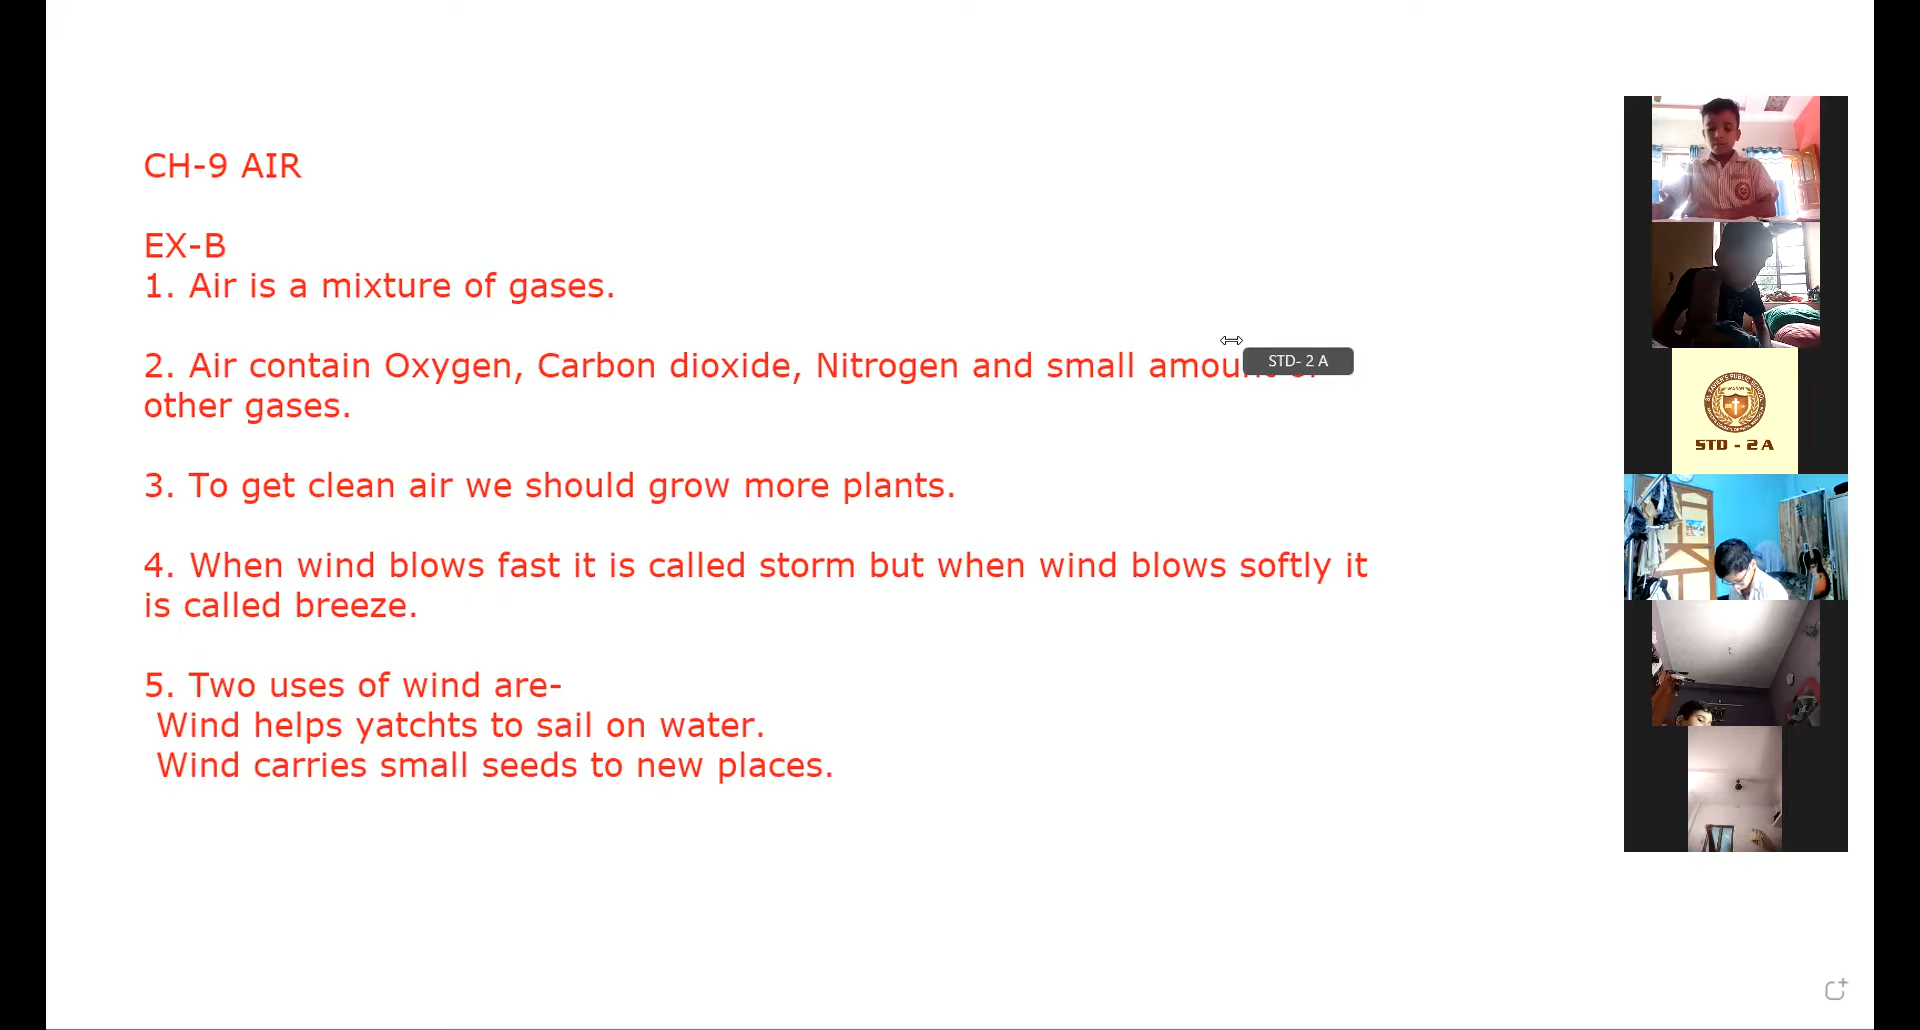 CH-9 AIR
EX-B
1. Air is a mixture of gases.
2. Air contain Oxygen, Carbon dioxide, Nitrogen and small amount of
other gases.
3. To get clean air we should grow more plants.
4. When wind blows fast it is called storm but when wind blows softly it
is called breeze.
5. Two uses of wind are-
Wind helps yatchts to sail on water.
Wind carries small seeds to new places.
STD- 2 A
STD - 2 A